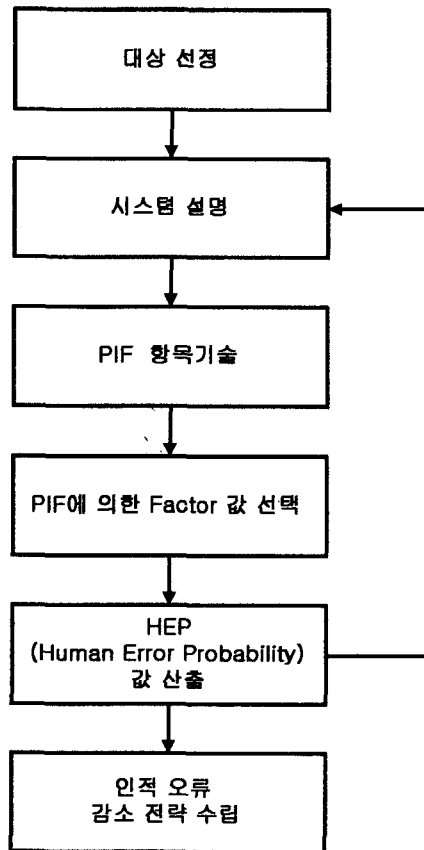 대상 선정
시스템 설명
PIF 항목기술
PIF에 의한 Factor 값 선택
HEP
(Human Error Probability)
값 산출
인적 오류
감소 전략 수립